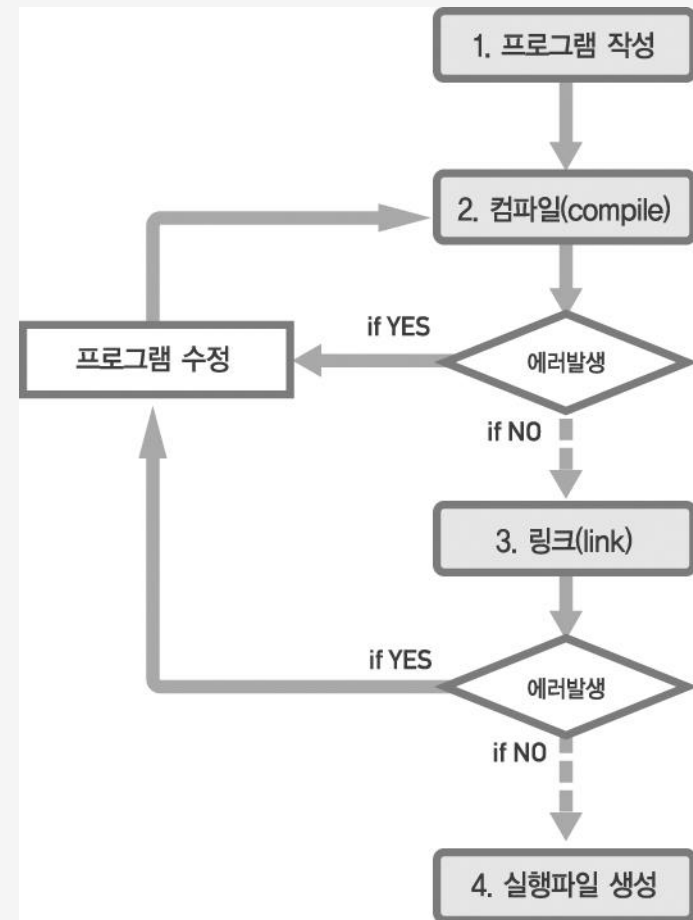 1. 프로그램 작성
2. 컴파일(compile)
if YES
프로그램 수정
에러발생
if NO
3. 링크(link)
if YES
에러발생
if NO
4. 실행파일 생성